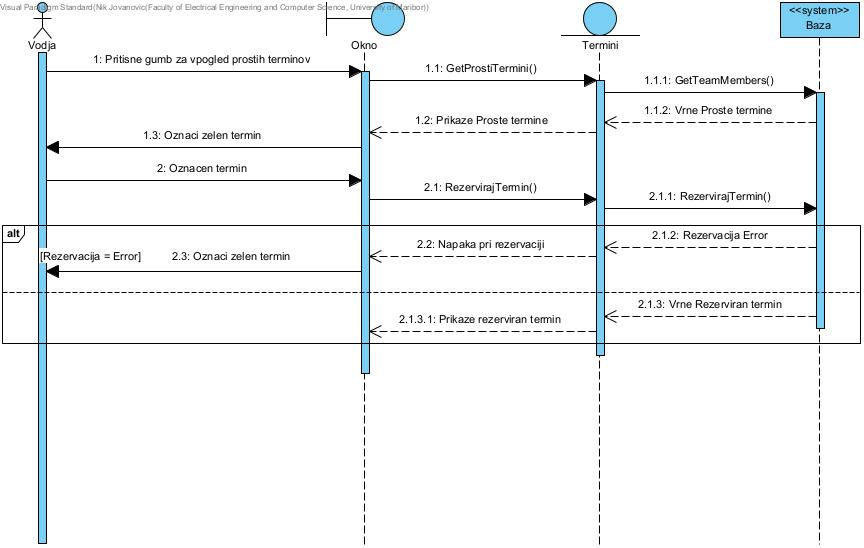 Visual Paradigm Standard(Nik Jovanovic(Faculty of Electrical Engineering and Computer Science, University of Maribor))
<<system>>
Baza
Vodja
Okno
Termini
1: Pritisne gumb za vpogled prostih terminov
1.1: GetProstiTermini()
1.1.1: GetTeamMembers()
1.1.2: Vrne Proste termine
1.2: Prikaze Proste termine
1.3: Oznaci zelen termin
2: Oznacen termin
2.1: RezervirajTermin()
2.1.1: RezervirajTermin()
alt
2.1.2: Rezervacija Error
2.2: Napaka pri rezervaciji
[Rezervacija = Error]
2.3: Oznaci zelen termin
2.1.3: Vrne Rezerviran termin
2.1.3.1: Prikaze rezerviran termin